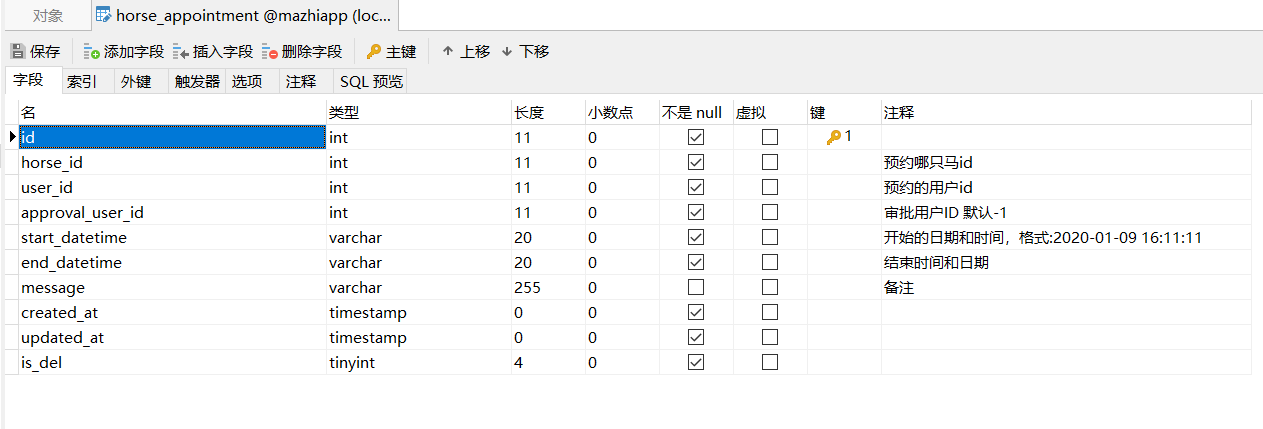 对象 horse_appointment @mazhiapp (loc...
保存 添加字段 插入字段 删除字段 主键 上移 下移
字段 索引 外键 触发器 选项 注释 SQL 预览
名 类型 长度 小数点 不是 null 虚拟 键 注释
id int 11 0 1
horse_id int 11 0 预约哪只马id
user_id int 11 0 预约的用户id
approval_user_id int 11 0 审批用户ID 默认-1
start_datetime varchar 20 0 开始的日期和时间，格式:2020-01-09 16:11:11
end_datetime varchar 20 0 结束时间和日期
message varchar 255 0 备注
created_at timestamp 0 0
updated_at timestamp 0 0
is_del tinyint 4 0